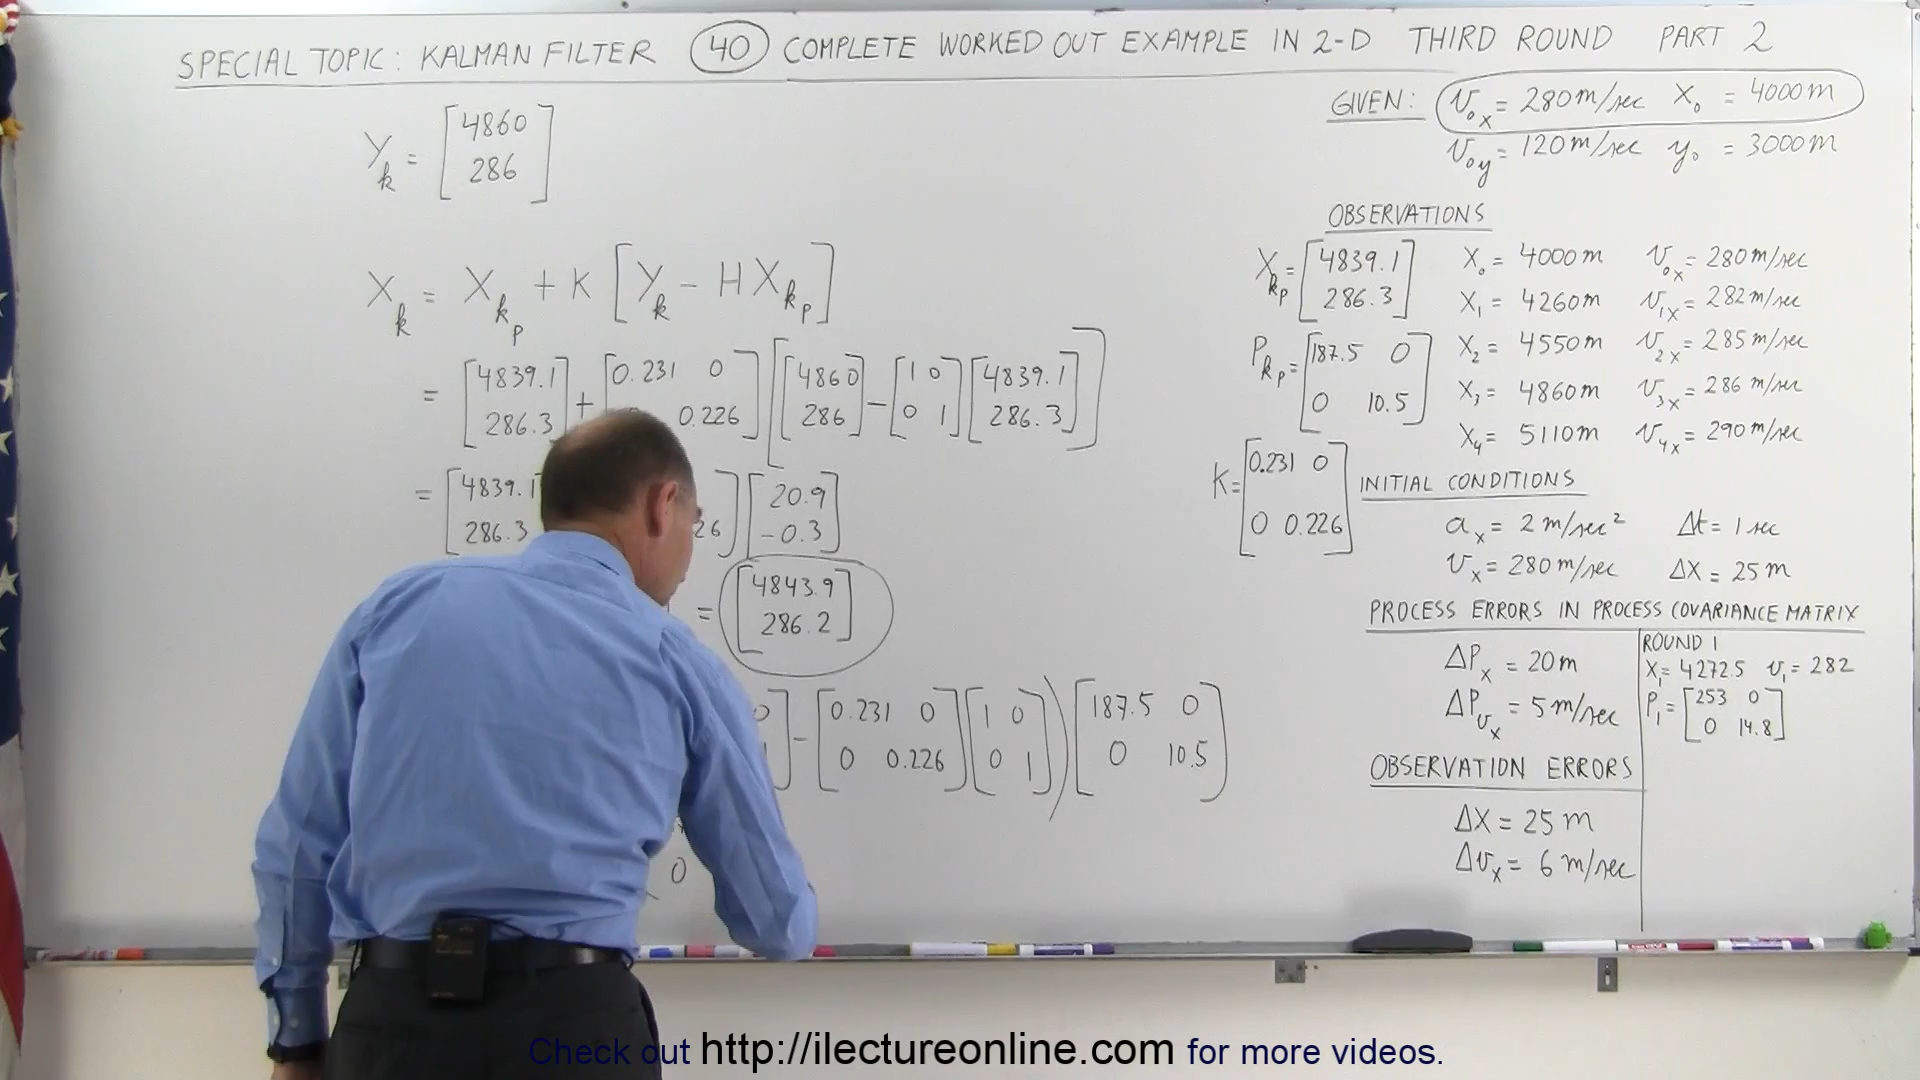 SPECIAL TOPIC: KALMAN FILTER 40 COMPLETE WORKED OUT EXAMPLE IN 2-D THIRD ROUND PART 2
Yk = [4860
286]
Xk = Xkp + K [Yk - H Xkp]
= [4839.1 + [0.231 0 [[4860 - [1 0 [4839.1
286.3] 0.226] 286] 0 1] 286.3]]
= [4839.1 [20.9
286.3 26] -0.3]
= [4843.9
286.2]
0 - [0.231 0 [1 0 ) [187.5 0
1] 0 0.226] 0 1] 0 10.5]
0
GIVEN: v0x = 280 m/sec X0 = 4000 m
v0y = 120 m/sec y0 = 3000 m
OBSERVATIONS
Xkp = [4839.1
286.3]
Pkp = [187.5 0
0 10.5]
K = [0.231 0
0 0.226]
X0 = 4000 m v0x = 280 m/sec
X1 = 4260 m v1x = 282 m/sec
X2 = 4550 m v2x = 285 m/sec
X3 = 4860 m v3x = 286 m/sec
X4 = 5110 m v4x = 290 m/sec
INITIAL CONDITIONS
ax = 2 m/sec² Δt = 1 sec
vx = 280 m/sec ΔX = 25 m
PROCESS ERRORS IN PROCESS COVARIANCE MATRIX
ΔPx = 20 m
ΔPvx = 5 m/sec
ROUND 1
X1 = 4272.5 v1 = 282
P1 = [253 0
0 14.8]
OBSERVATION ERRORS
ΔX = 25 m
Δvx = 6 m/sec
Check out http://ilectureonline.com for more videos.